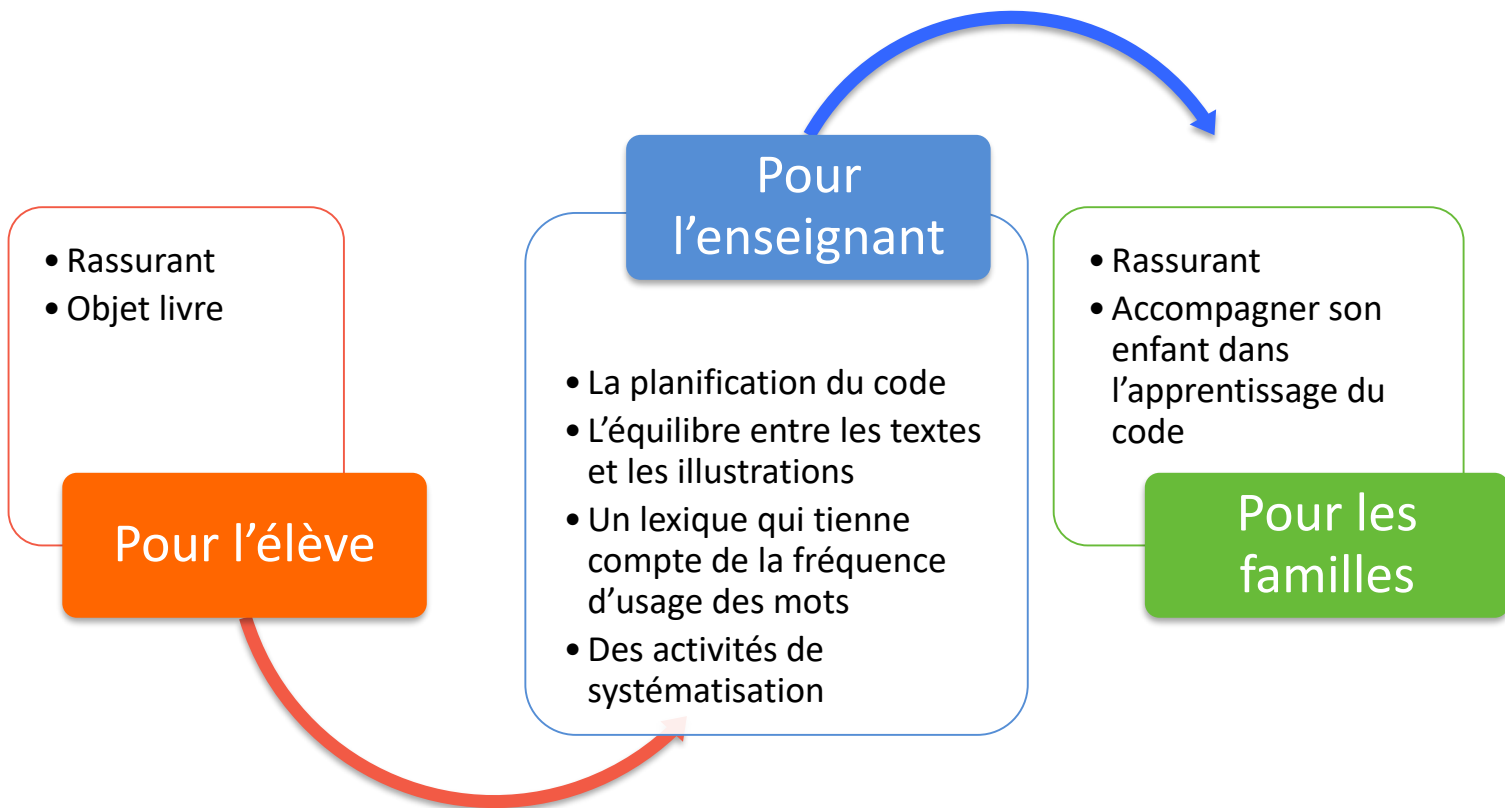 • Rassurant
• Objet livre
Pour l’élève
Pour
l’enseignant
• La planification du code
• L’équilibre entre les textes
et les illustrations
• Un lexique qui tienne
compte de la fréquence
d’usage des mots
• Des activités de
systématisation
• Rassurant
• Accompagner son
enfant dans
l’apprentissage du
code
Pour les
familles